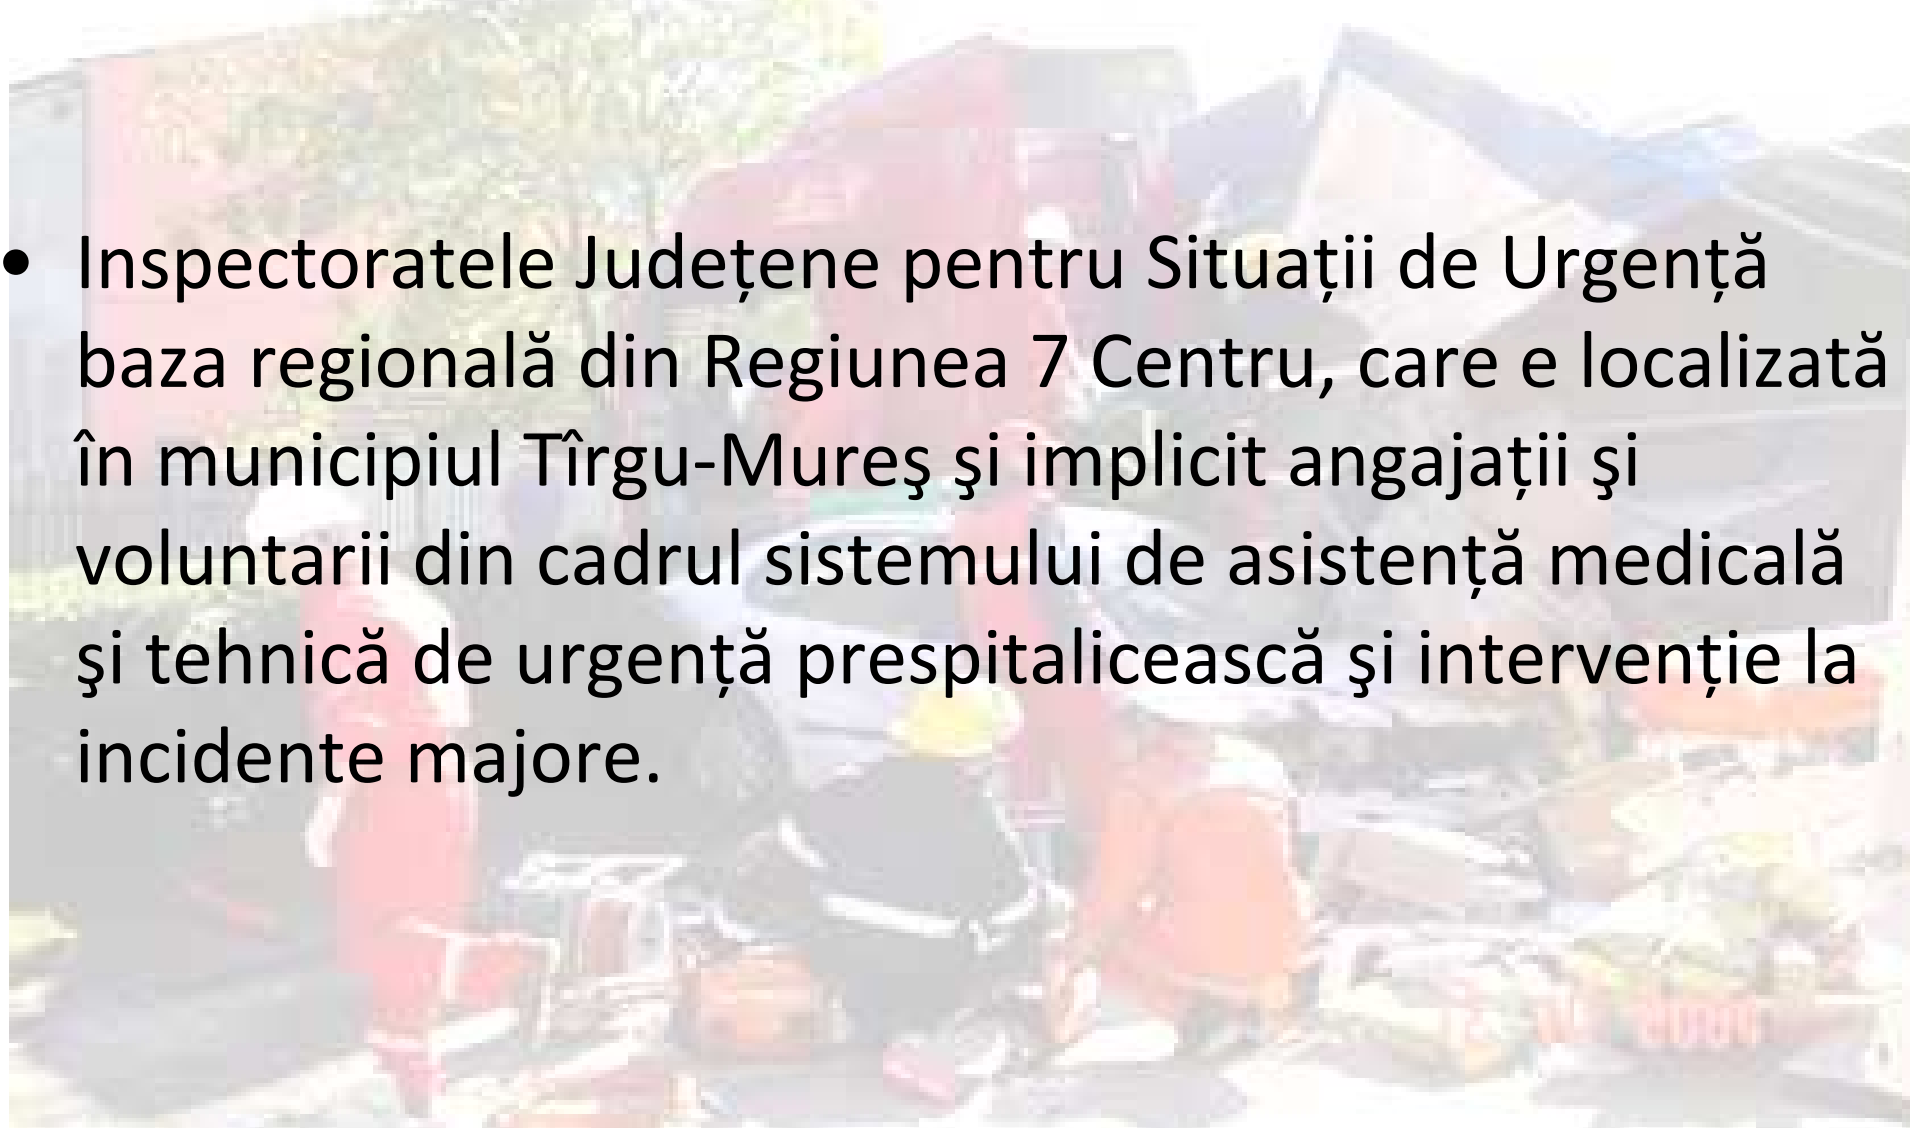 • Inspectoratele Județene pentru Situații de Urgență
baza regională din Regiunea 7 Centru, care e localizată
în municipiul Tîrgu-Mureş şi implicit angajații şi
voluntarii din cadrul sistemului de asistență medicală
şi tehnică de urgență prespitalicească şi intervenție la
incidente majore.